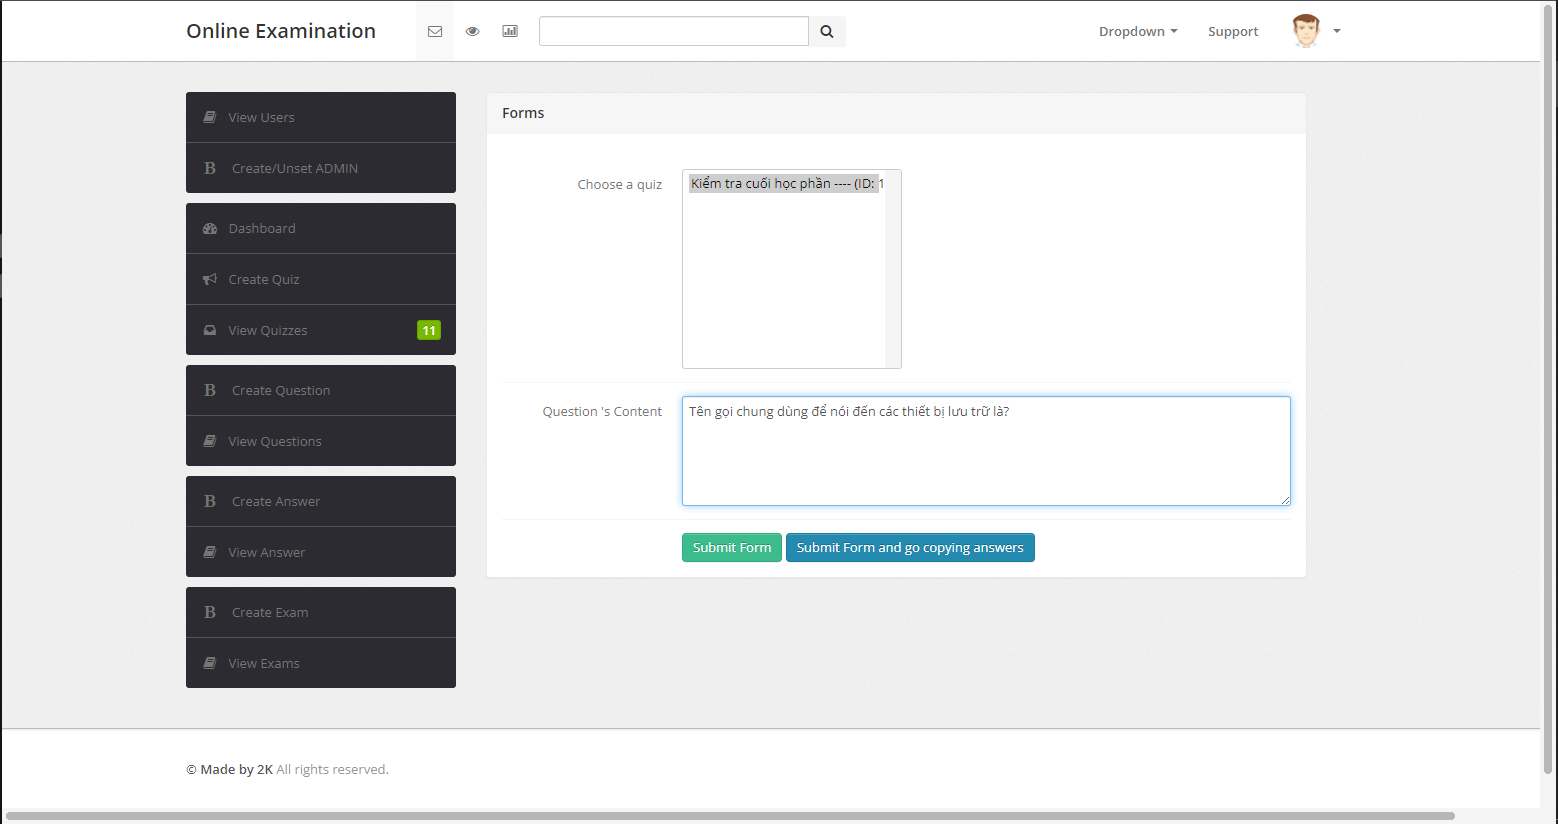 Online Examination
Dropdown
Support
View Users
Create/Unset ADMIN
Dashboard
Create Quiz
View Quizzes 11
Create Question
View Questions
Create Answer
View Answer
Create Exam
View Exams
Forms
Choose a quiz
Kiểm tra cuối học phần ---- (ID: 1
Question 's Content
Tên gọi chung dùng để nói đến các thiết bị lưu trữ là?
Submit Form
Submit Form and go copying answers
© Made by 2K All rights reserved.